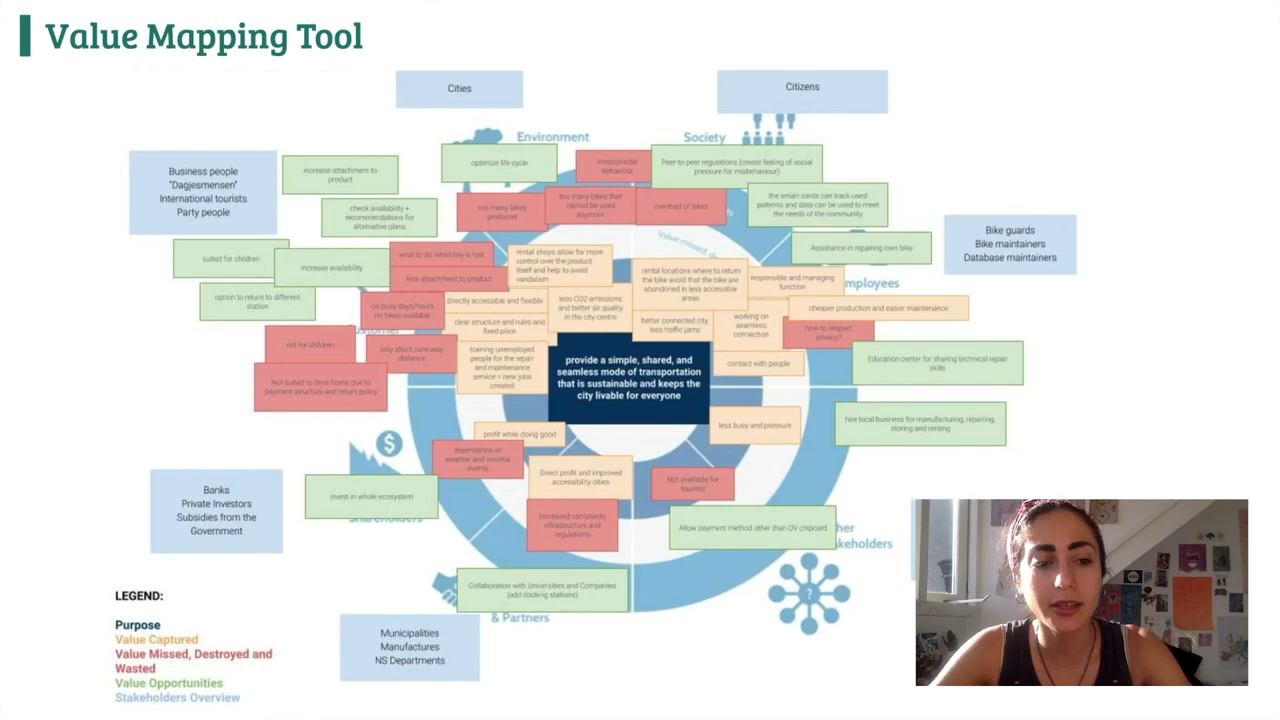 Value Mapping Tool
Cities
Citizens
Environment
Society
Business people
"Dagjesmensen"
International tourists
Party people
increase attachment to
product
check availability +
recommendations for
alternative plans
optimize life cycle
irresponsible
behaviour
Peer-to-peer regulations (create feeling of social
pressure for misbehaviour)
too many bikes
produced
too many bikes that
cannot be used
anymore
overload of bikes
the smart cards can track used
patterns and data can be used to meet
the needs of the community
Value missed,
Assistance in repairing own bike
Bike guards
Bike maintainers
Database maintainers
suited for children
increase availability
what to do when key is lost
less attachment to product
rental shops allow for more
control over the product
itself and help to avoid
vandalism
rental locations where to return
the bike avoid that the bike are
abandoned in less accessible
areas
responsible and managing
function
mployees
option to return to different
station
on busy days/hours
no bikes available
directly accessible and flexible
less CO2 emissions
and better air quality
in the city centre
cheaper production and easier maintenance
clear structure and rules and
fixed price
better connected city,
less traffic jams
working on
seamless
connection
how to respect
privacy?
not for children
only short /one-way
distance
training unemployed
people for the repair
and maintenance
service = new jobs
created
provide a simple, shared, and
seamless mode of transportation
that is sustainable and keeps the
city livable for everyone
contact with people
Education center for sharing technical repair
skills
Not suited to drive home due to
payment structure and return policy
hire local business for manufacturing, repairing,
storing and renting
less busy and pressure
profit while doing good
dependence on
weather and societal
events
Direct profit and improved
accessibility cities
Not available for
tourists
Banks
Private Investors
Subsidies from the
Government
invest in whole ecosystem
Shareholders
Increased complexity
infrastructure and
regulations
Allow payment method other than OV chipcard
her
keholders
?
$
Collaboration with Universities and Companies
(add docking stations)
& Partners
Municipalities
Manufactures
NS Departments
LEGEND:
Purpose
Value Captured
Value Missed, Destroyed and
Wasted
Value Opportunities
Stakeholders Overview